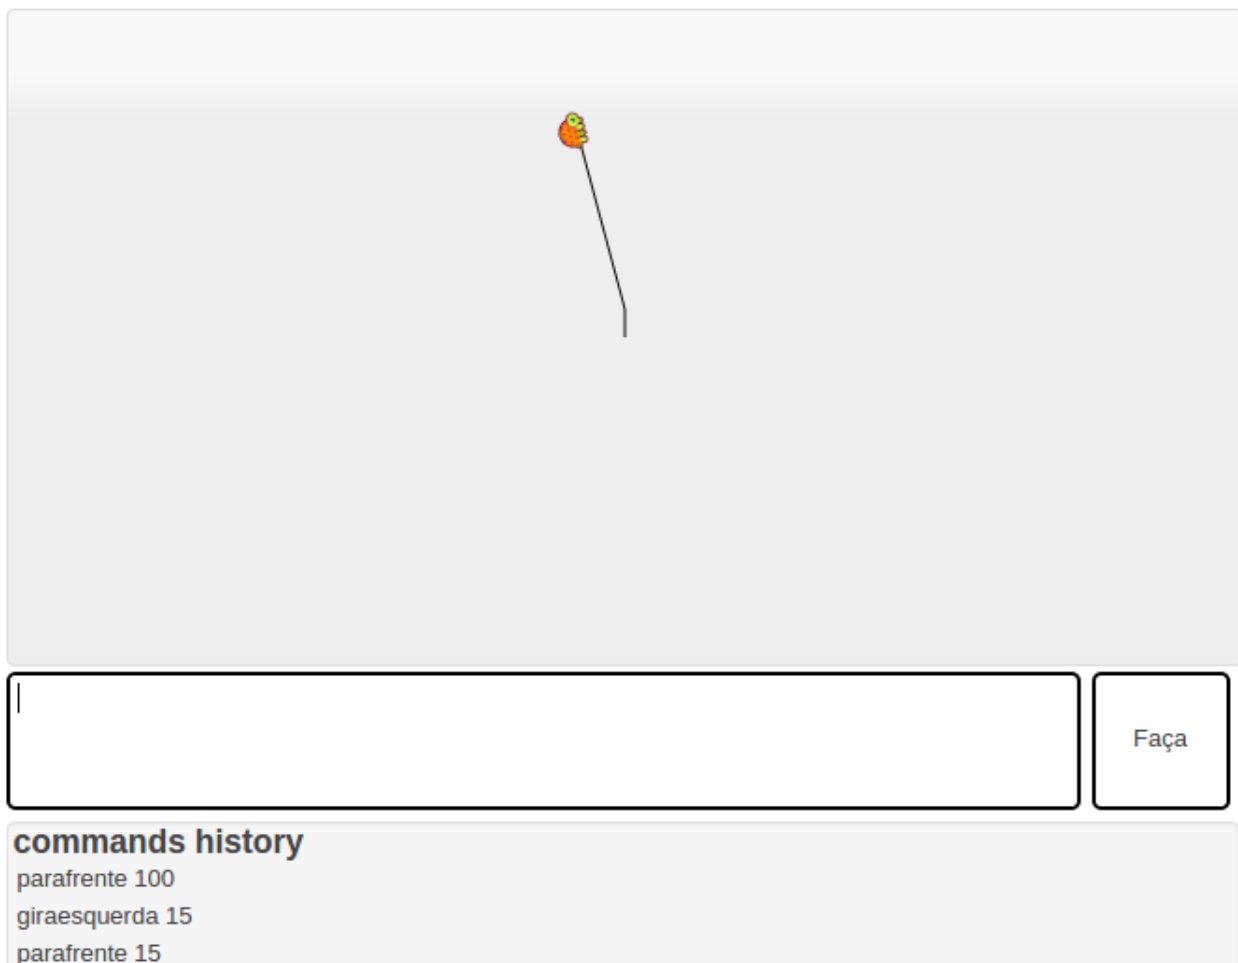 Faça
commands history
parafrente 100
giraesquerda 15
parafrente 15